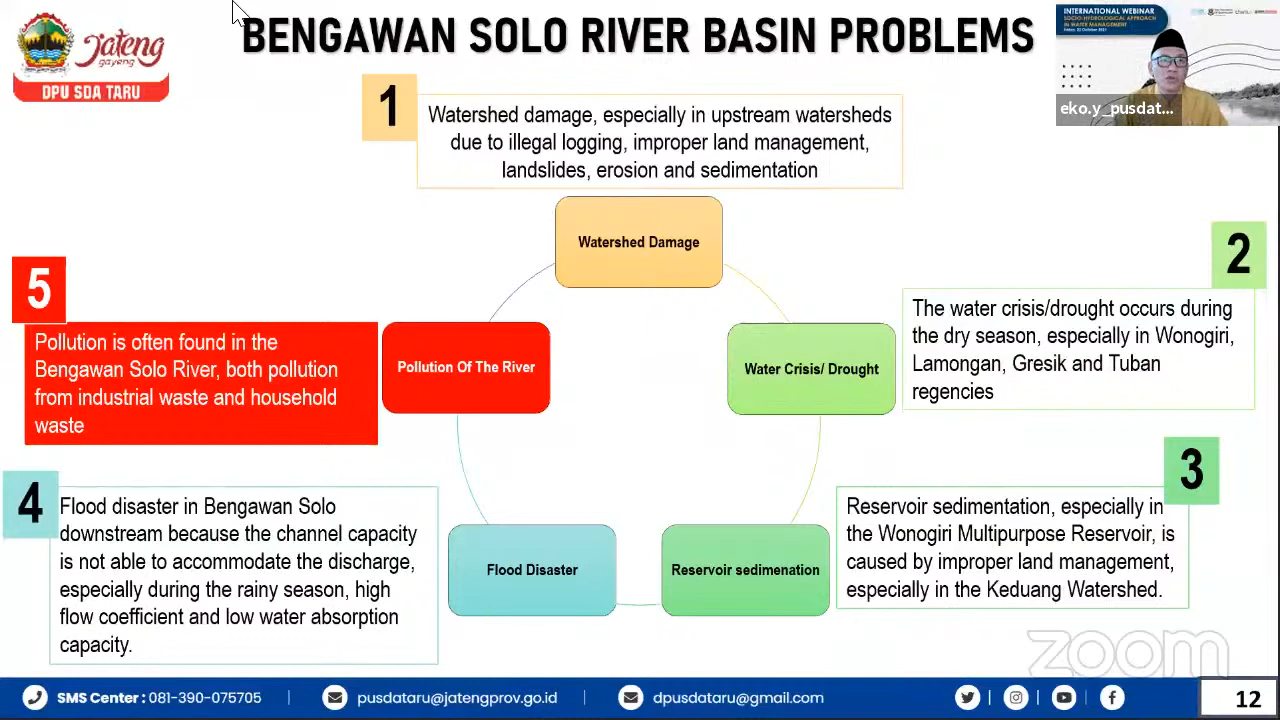 Jateng
gayeng
DPU SDA TARU
BENGAWAN SOLO RIVER BASIN PROBLEMS
INTERNATIONAL WEBINAR
SOCIO-HYDROLOGICAL APPROACH
IN WATER MANAGEMENT
eko.y_pusdat...
1
Watershed damage, especially in upstream watersheds
due to illegal logging, improper land management,
landslides, erosion and sedimentation
Watershed Damage
2
The water crisis/drought occurs during
the dry season, especially in Wonogiri,
Lamongan, Gresik and Tuban
regencies
Water Crisis/ Drought
3
Reservoir sedimentation, especially in
the Wonogiri Multipurpose Reservoir, is
caused by improper land management,
especially in the Keduang Watershed.
Reservoir sedimenation
4
Flood disaster in Bengawan Solo
downstream because the channel capacity
is not able to accommodate the discharge,
especially during the rainy season, high
flow coefficient and low water absorption
capacity.
Flood Disaster
5
Pollution is often found in the
Bengawan Solo River, both pollution
from industrial waste and household
waste
Pollution Of The River
zoom
SMS Center : 081-390-075705
pusdataru@jatengprov.go.id
dpusdataru@gmail.com
12